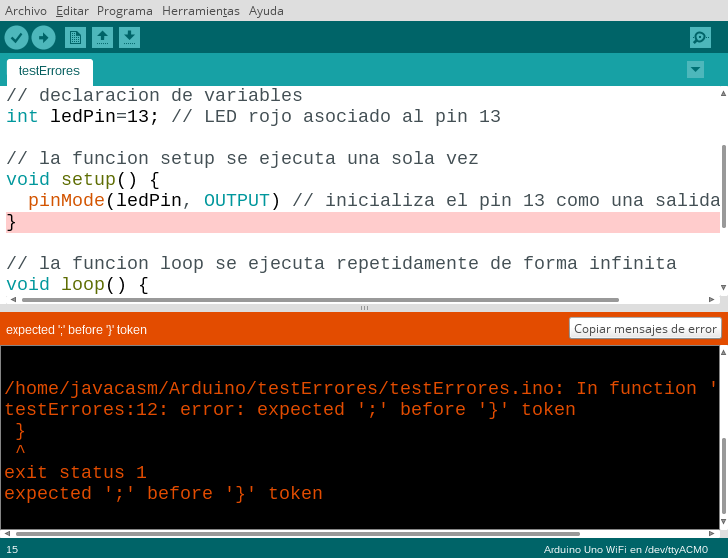 Archivo Editar Programa Herramientas Ayuda
testErrores
// declaracion de variables
int ledPin=13; // LED rojo asociado al pin 13
// la funcion setup se ejecuta una sola vez
void setup() {
pinMode(ledPin, OUTPUT) // inicializa el pin 13 como una salida
}
// la funcion loop se ejecuta repetidamente de forma infinita
void loop() {
expected ';' before '}' token
Copiar mensajes de error
/home/javacasm/Arduino/testErrores/testErrores.ino: In function '
testErrores:12: error: expected ';' before '}' token
}
^
exit status 1
expected ';' before '}' token
15
Arduino Uno WiFi en /dev/ttyACM0